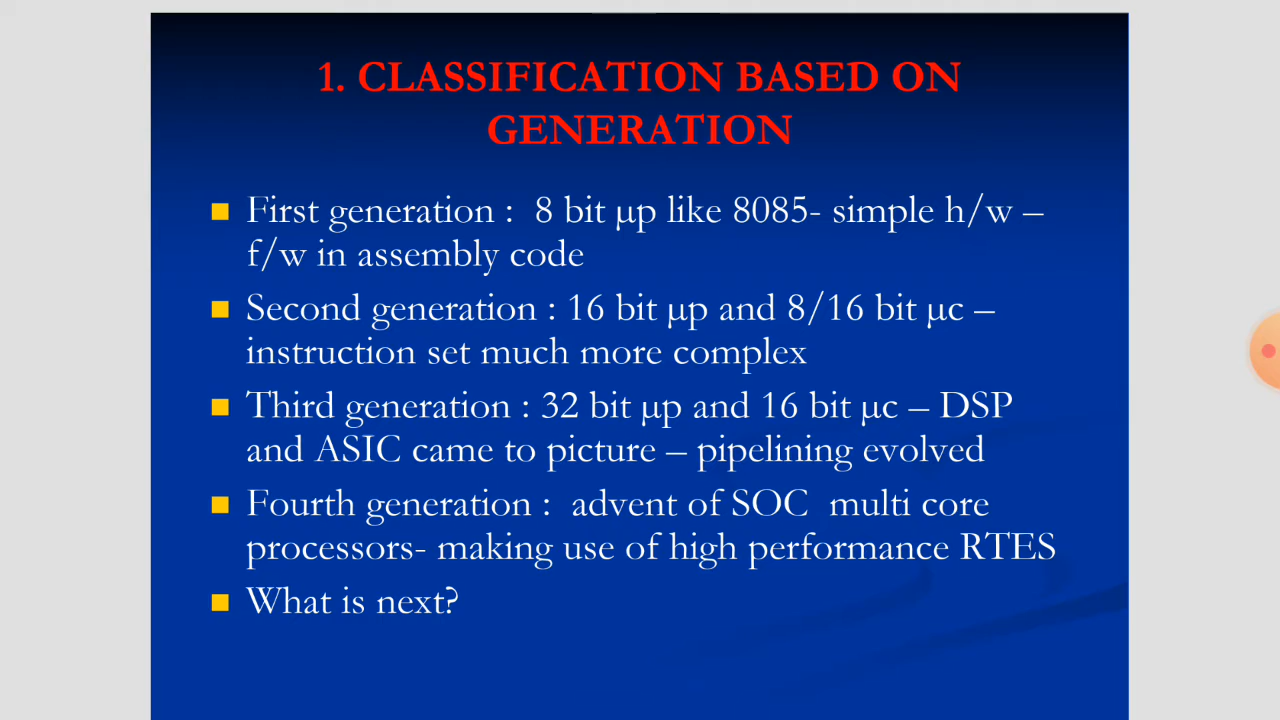 1. CLASSIFICATION BASED ON
GENERATION
First generation : 8 bit μp like 8085- simple h/w –
f/w in assembly code
Second generation : 16 bit μp and 8/16 bit μc –
instruction set much more complex
Third generation : 32 bit μp and 16 bit μc – DSP
and ASIC came to picture – pipelining evolved
Fourth generation : advent of SOC multi core
processors- making use of high performance RTES
What is next?